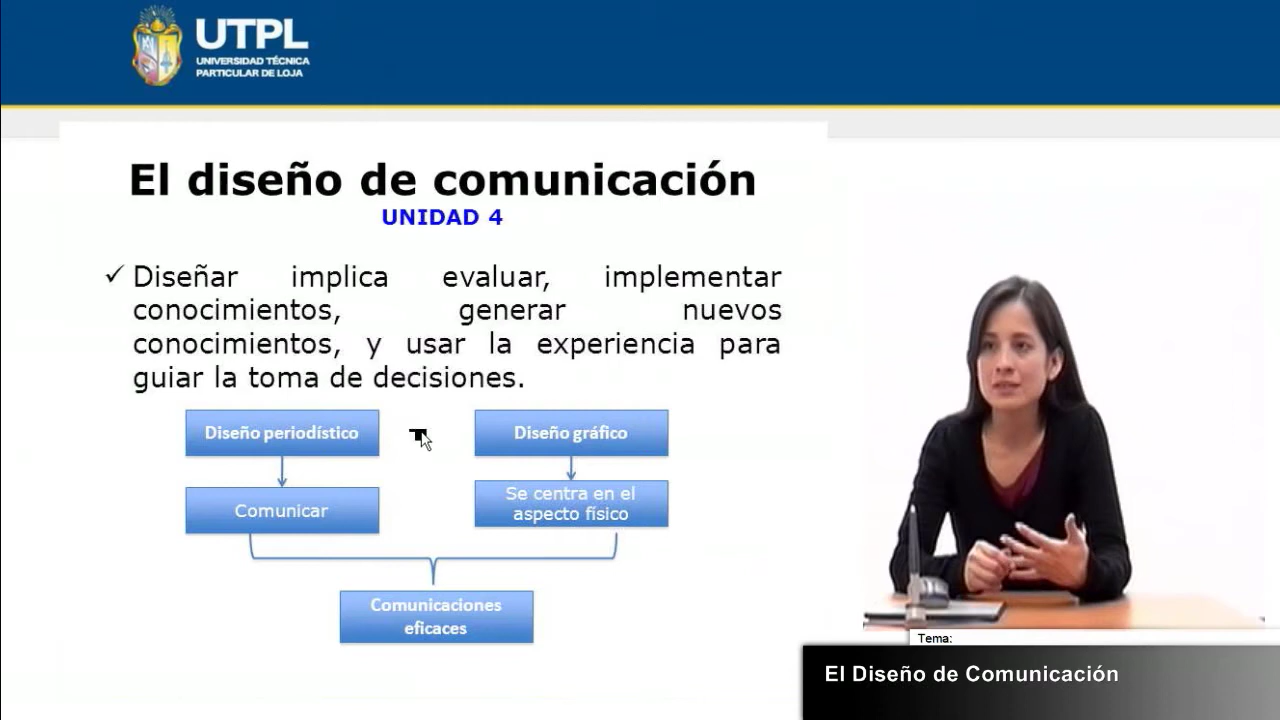 UTPL
UNIVERSIDAD TÉCNICA
PARTICULAR DE LOJA
El diseño de comunicación
UNIDAD 4
✓ Diseñar implica evaluar, implementar
conocimientos, generar nuevos
conocimientos, y usar la experiencia para
guiar la toma de decisiones.
Diseño periodístico
Diseño gráfico
Comunicar
Se centra en el
aspecto físico
Comunicaciones
eficaces
Tema:
El Diseño de Comunicación